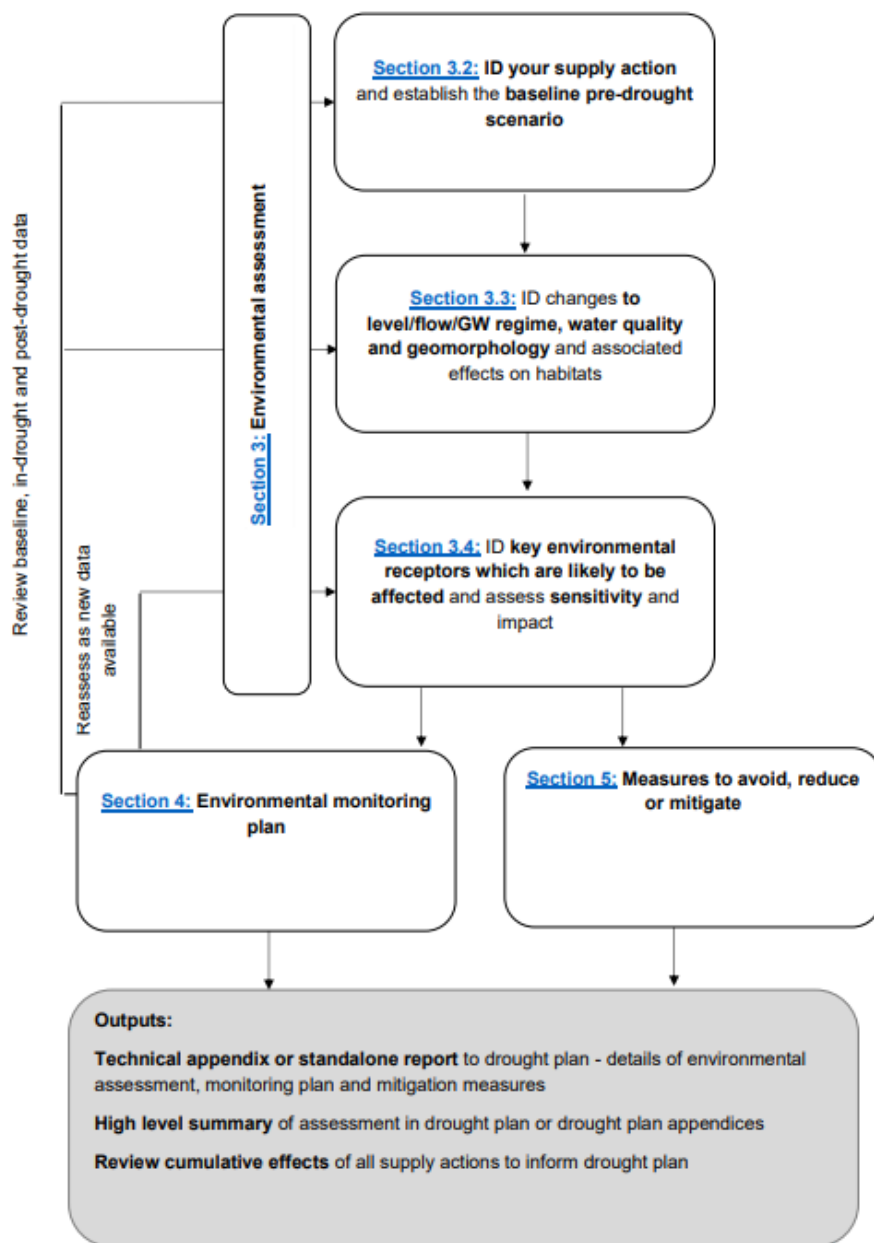 Section 3.2: ID your supply action
and establish the baseline pre-drought
scenario
Section 3: Environmental assessment
Review baseline, in-drought and post-drought data
Section 3.3: ID changes to
level/flow/GW regime, water quality
and geomorphology and associated
effects on habitats
Section 3.4: ID key environmental
receptors which are likely to be
affected and assess sensitivity and
impact
Reassess as new data
available
Section 4: Environmental monitoring
plan
Section 5: Measures to avoid, reduce
or mitigate
Outputs:
Technical appendix or standalone report to drought plan - details of environmental
assessment, monitoring plan and mitigation measures
High level summary of assessment in drought plan or drought plan appendices
Review cumulative effects of all supply actions to inform drought plan